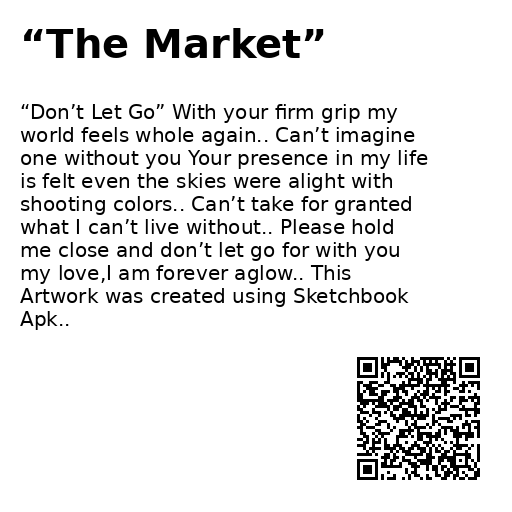 “The Market”
“Don’t Let Go” With your firm grip my
world feels whole again.. Can’t imagine
one without you Your presence in my life
is felt even the skies were alight with
shooting colors.. Can’t take for granted
what I can’t live without.. Please hold
me close and don’t let go for with you
my love,I am forever aglow.. This
Artwork was created using Sketchbook
Apk..